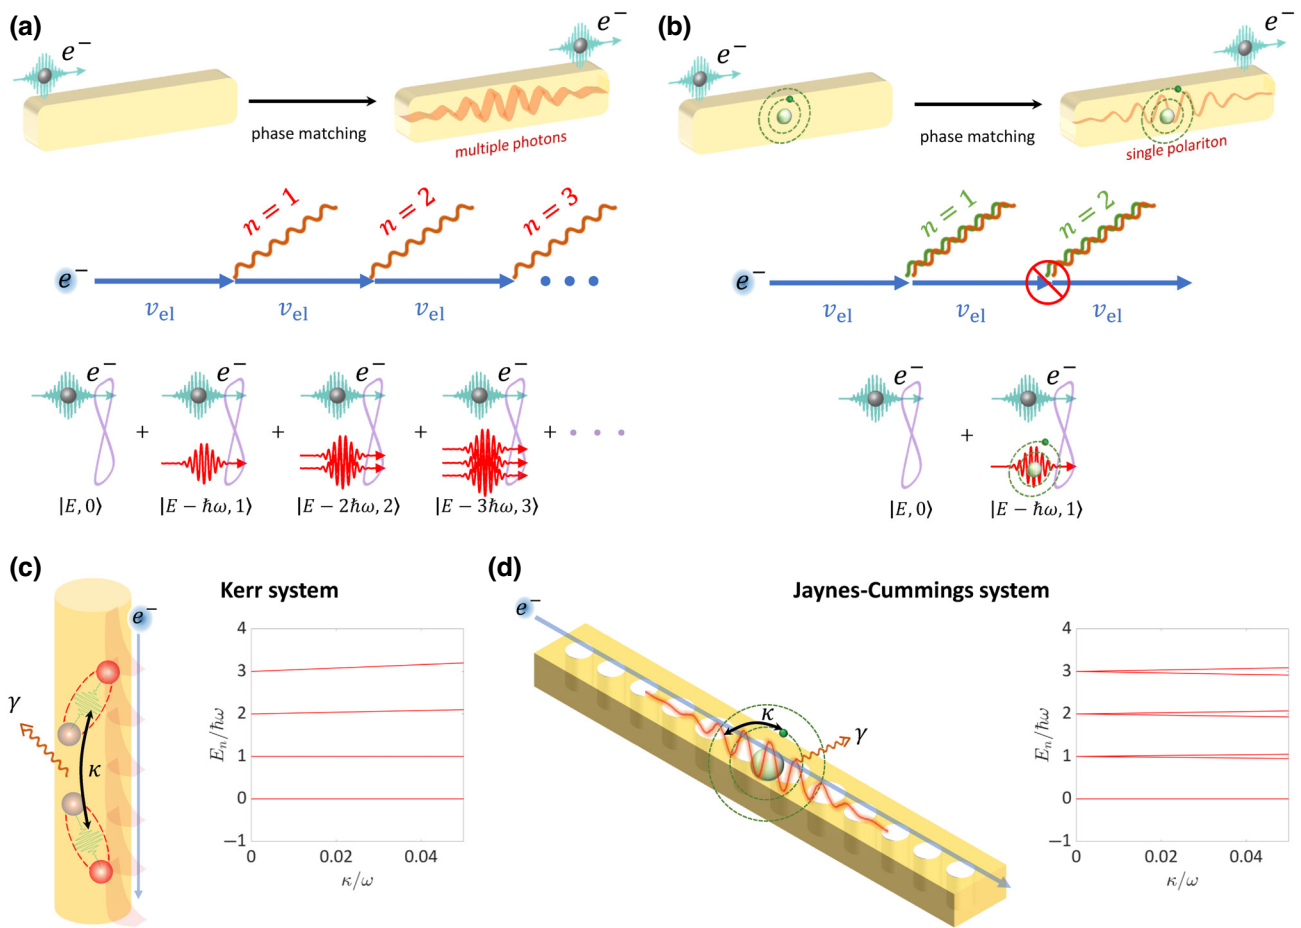 (a)
e⁻
e⁻
phase matching
multiple photons
n = 1
n = 2
n = 3
e⁻
v_el
v_el
v_el
e⁻
e⁻
e⁻
e⁻
+
+
+
+
|E, 0⟩
|E − ℏω, 1⟩
|E − 2ℏω, 2⟩
|E − 3ℏω, 3⟩
(b)
e⁻
e⁻
phase matching
single polariton
n = 1
n = 2
e⁻
v_el
v_el
v_el
e⁻
e⁻
+
|E, 0⟩
|E − ℏω, 1⟩
(c)
Kerr system
e⁻
γ
κ
E_n/ℏω
4
3
2
1
0
−1
0
0.02
0.04
κ/ω
(d)
Jaynes-Cummings system
e⁻
κ
γ
E_n/ℏω
4
3
2
1
0
−1
0
0.02
0.04
κ/ω